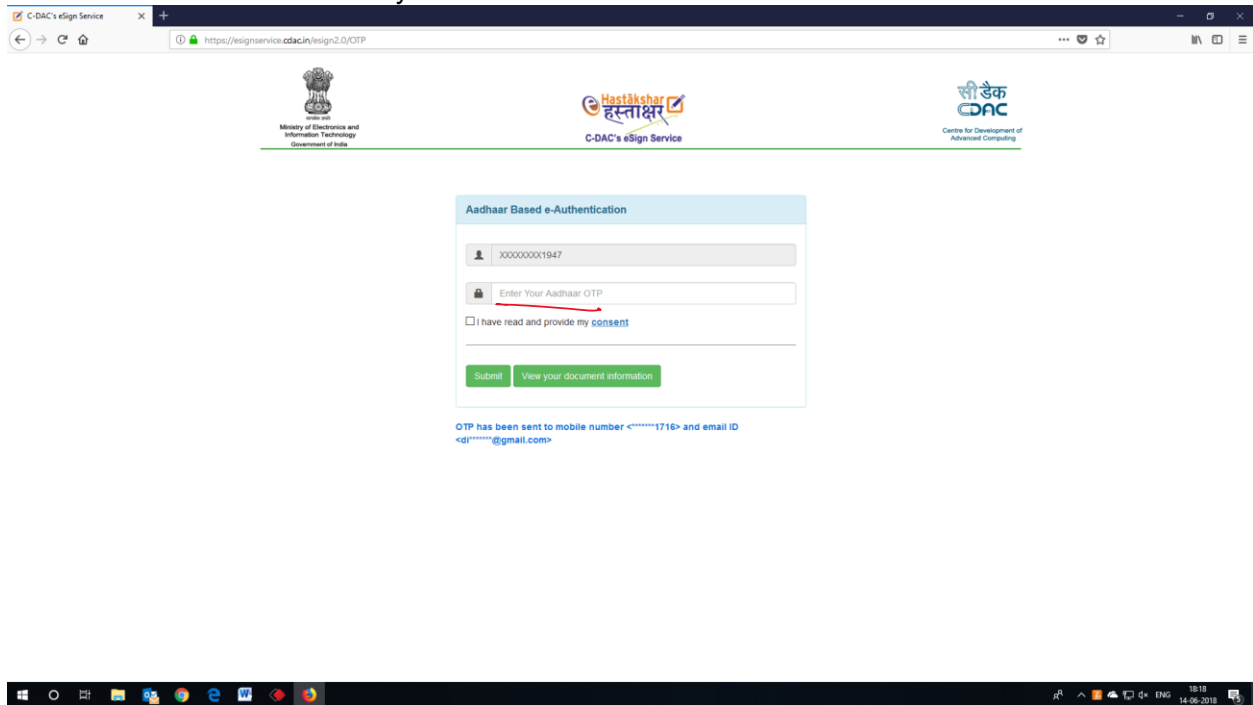 C-DAC's eSign Service
https://esignservice.cdac.in/esign2.0/OTP
सत्यमेव जयते
Ministry of Electronics and
Information Technology
Government of India
e Hastākshar
हस्ताक्षर
C-DAC's eSign Service
सी डैक
CDAC
Centre for Development of
Advanced Computing
Aadhaar Based e-Authentication
XXXXXXXX1947
Enter Your Aadhaar OTP
I have read and provide my consent
Submit View your document information
OTP has been sent to mobile number <******1716> and email ID
<di*******@gmail.com>
ENG
18:18
14-06-2018